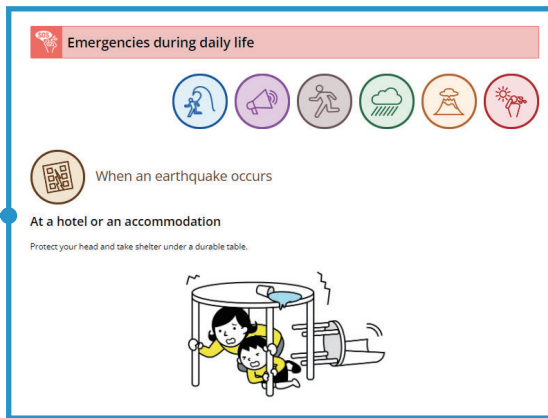 SOS
Emergencies during daily life
When an earthquake occurs
At a hotel or an accommodation
Protect your head and take shelter under a durable table.